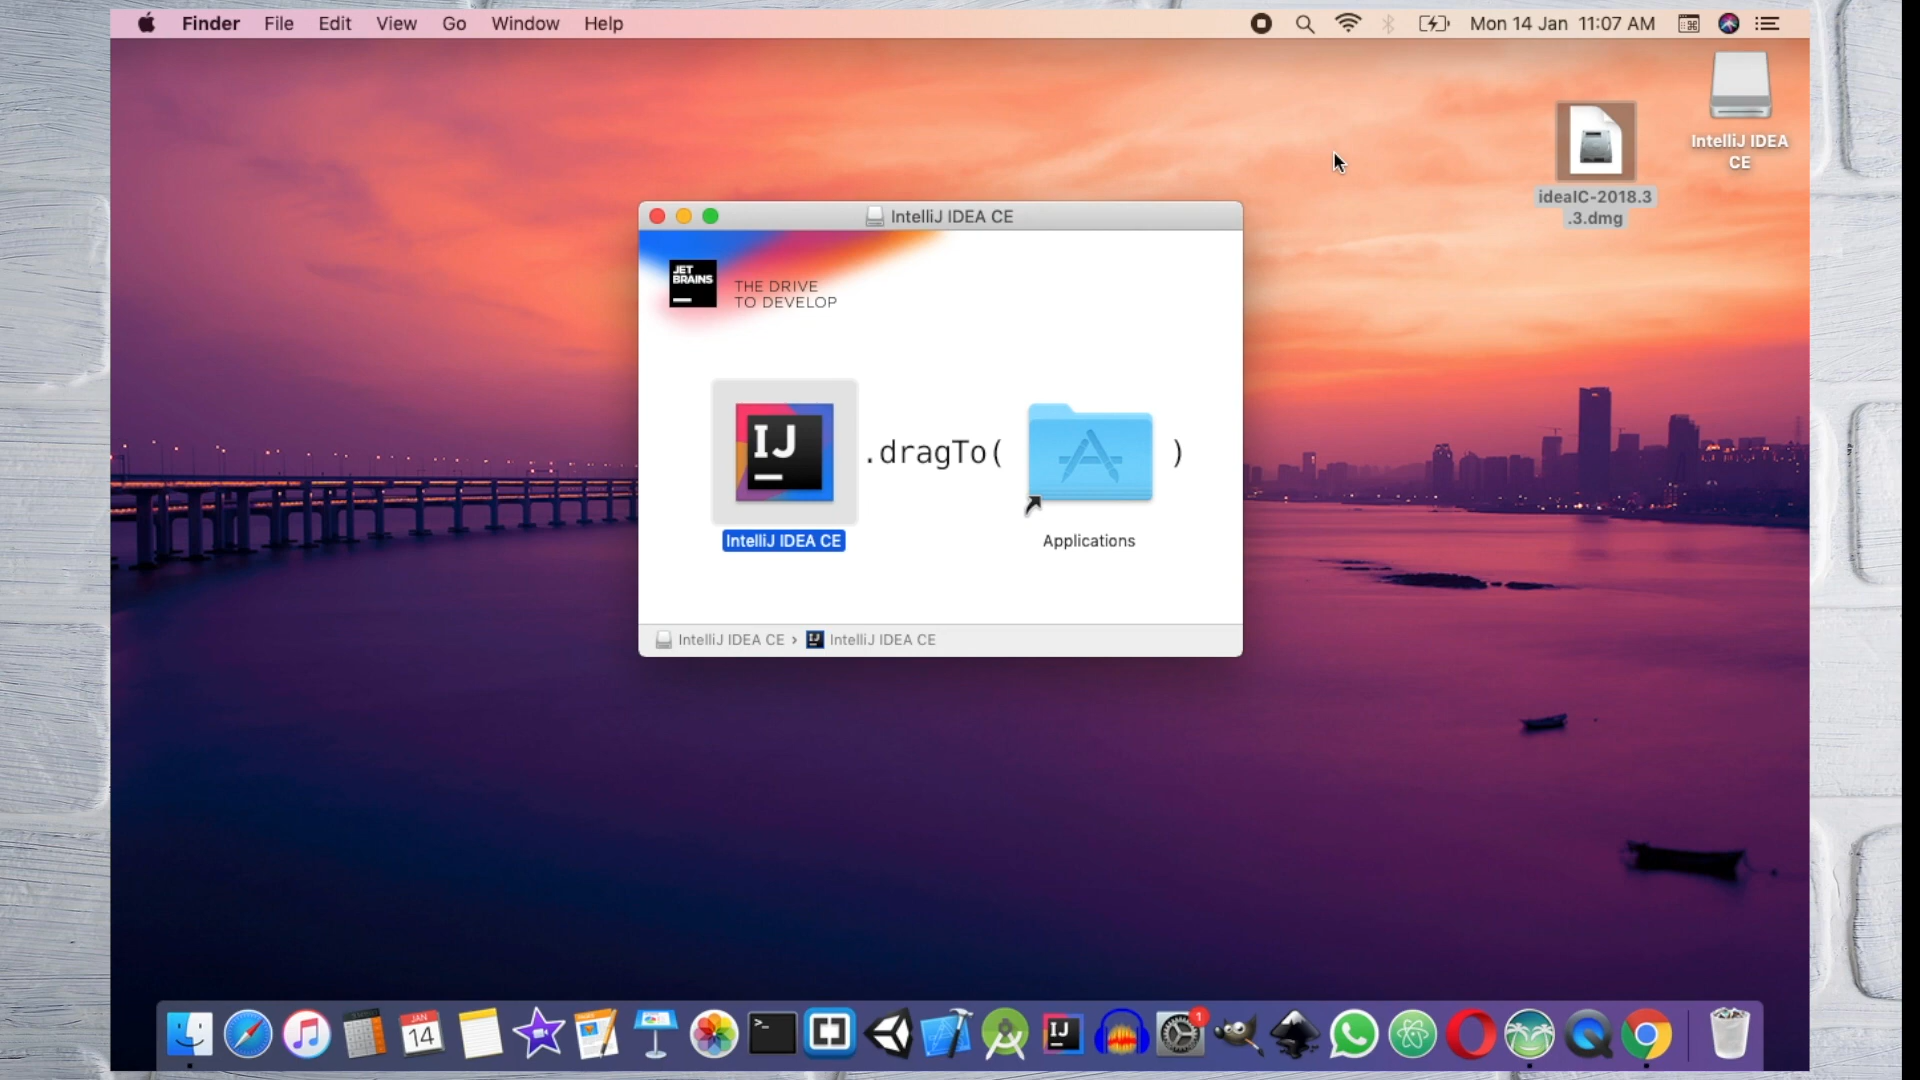 Finder File Edit View Go Window Help Mon 14 Jan 11:07 AM
IntelliJ IDEA
CE
ideaIC-2018.3
.3.dmg
IntelliJ IDEA CE
JET
BRAINS
THE DRIVE
TO DEVELOP
IJ
.dragTo( )
IntelliJ IDEA CE
Applications
IntelliJ IDEA CE › IJ IntelliJ IDEA CE
JAN
14
>_
IJ
1